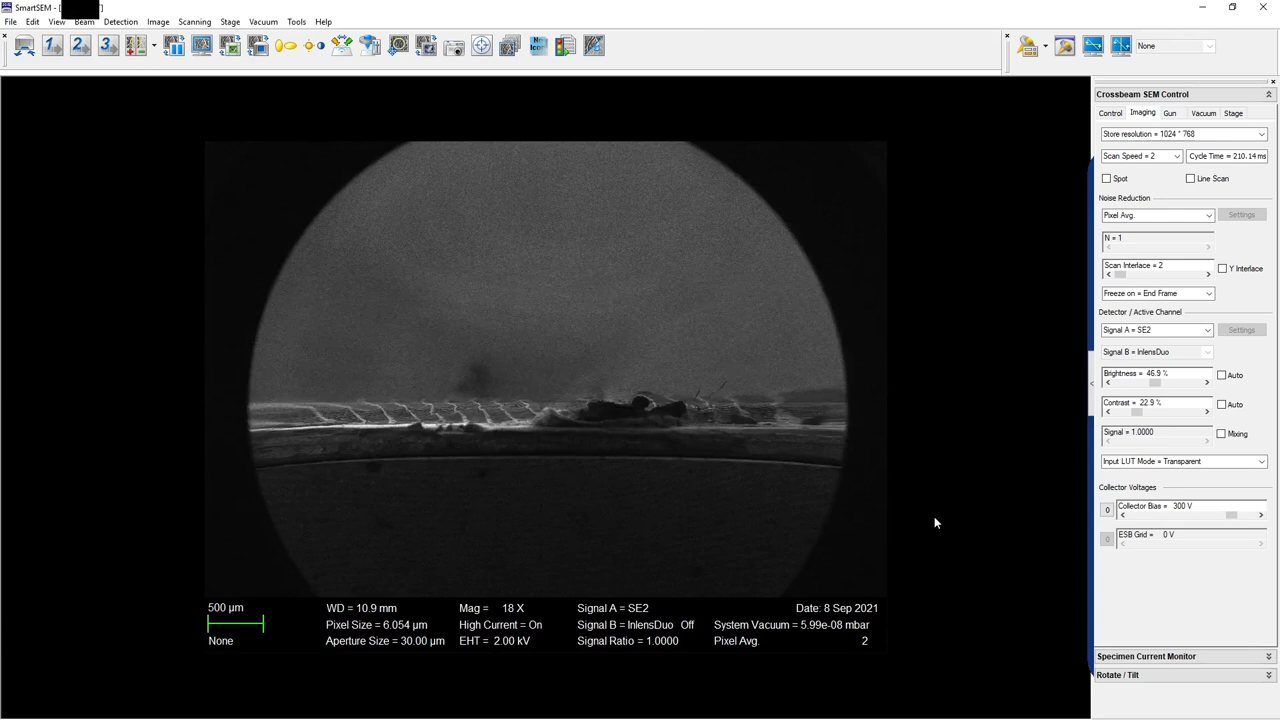 SmartSEM - [
]
File Edit View Beam Detection Image Scanning Stage Vacuum Tools Help
1 2 3 No Icon None
Crossbeam SEM Control
Control Imaging Gun Vacuum Stage
Store resolution = 1024 * 768
Scan Speed = 2 Cycle Time = 210.14 ms
Spot Line Scan
Noise Reduction
Pixel Avg. Settings
N = 1
Scan Interlace = 2 Y Interlace
Freeze on = End Frame
Detector / Active Channel
Signal A = SE2 Settings
Signal B = InlensDuo
Brightness = 46.9 % Auto
Contrast = 22.9 % Auto
Signal = 1.0000 Mixing
Input LUT Mode = Transparent
Collector Voltages
0 Collector Bias = 300 V
0 ESB Grid = 0 V
500 µm WD = 10.9 mm Mag = 18 X Signal A = SE2 Date: 8 Sep 2021
Pixel Size = 6.054 µm High Current = On Signal B = InlensDuo Off System Vacuum = 5.99e-08 mbar
None Aperture Size = 30.00 µm EHT = 2.00 kV Signal Ratio = 1.0000 Pixel Avg. 2
Specimen Current Monitor
Rotate / Tilt